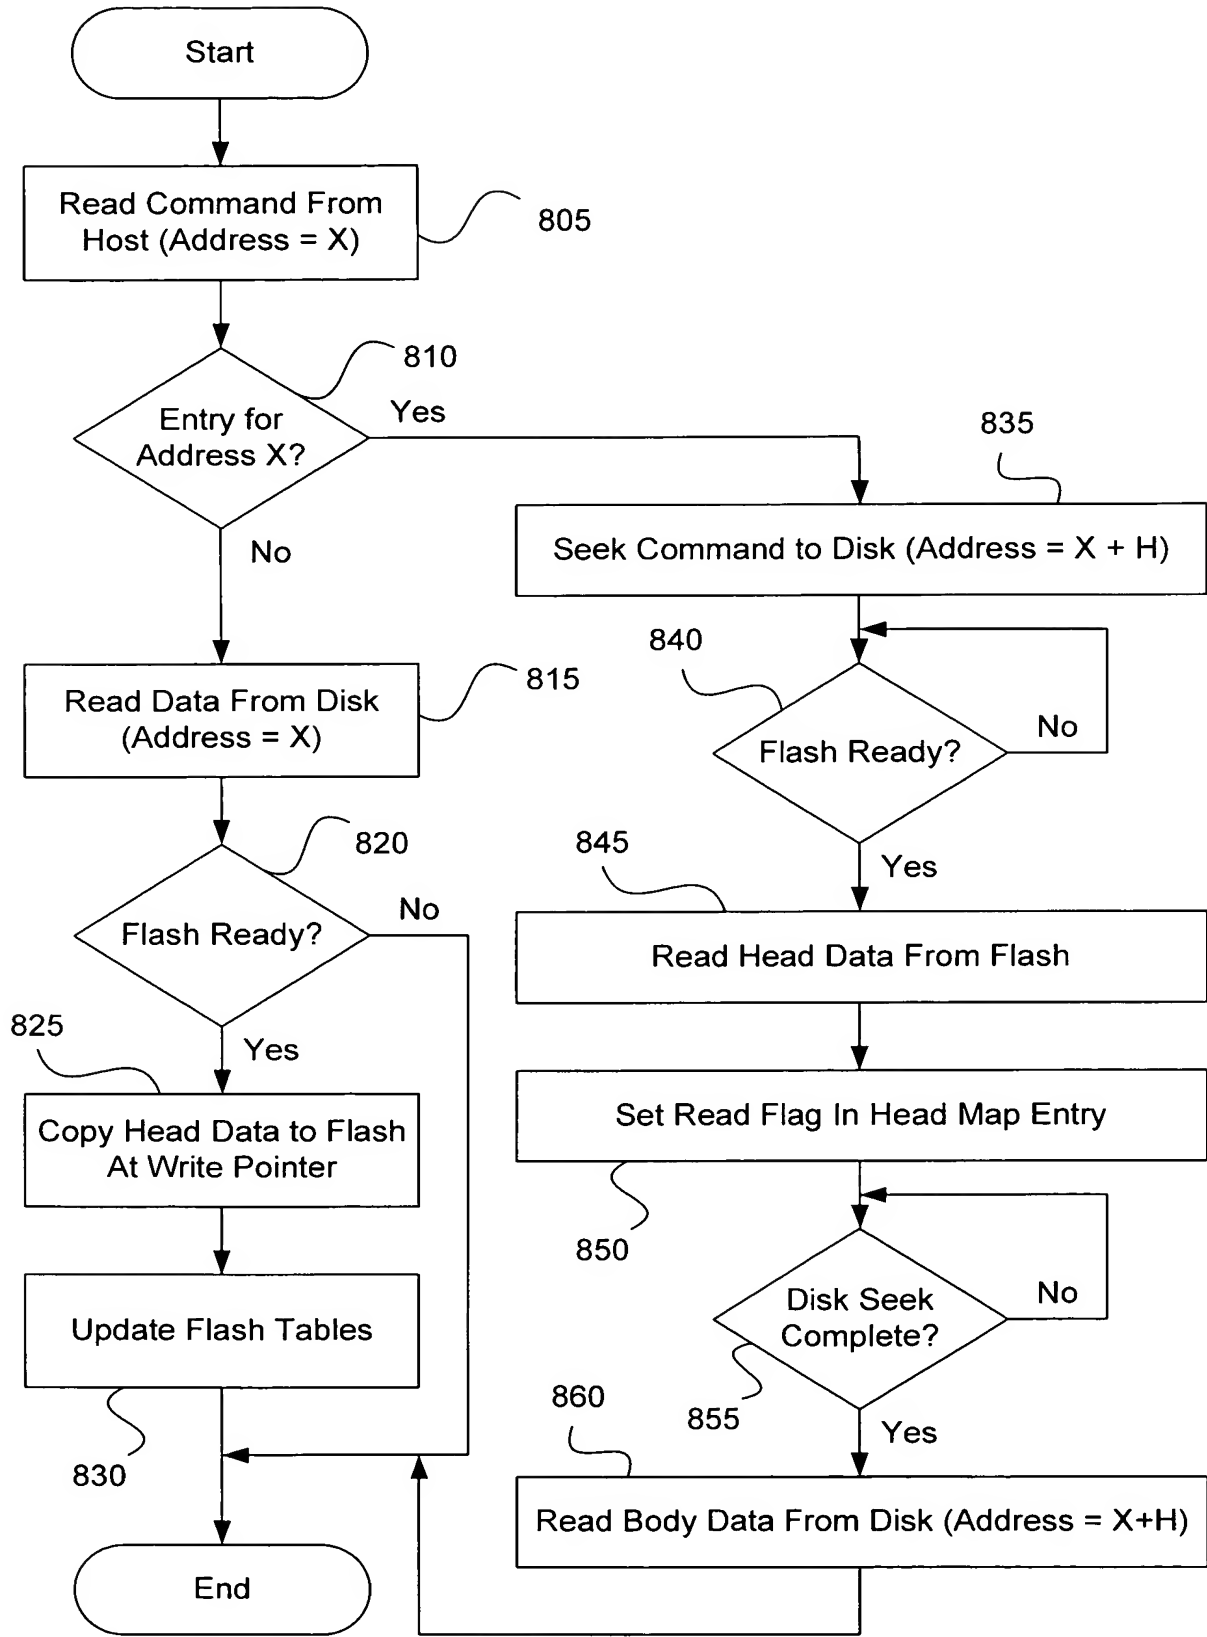 Start
Read Command From
Host (Address = X)
805
810
Entry for
Address X?
Yes
No
835
Seek Command to Disk (Address = X + H)
Read Data From Disk
(Address = X)
815
840
Flash Ready?
No
Yes
820
Flash Ready?
No
Yes
845
Read Head Data From Flash
825
Copy Head Data to Flash
At Write Pointer
Set Read Flag In Head Map Entry
850
Update Flash Tables
830
Disk Seek
Complete?
No
855
Yes
860
Read Body Data From Disk (Address = X+H)
End